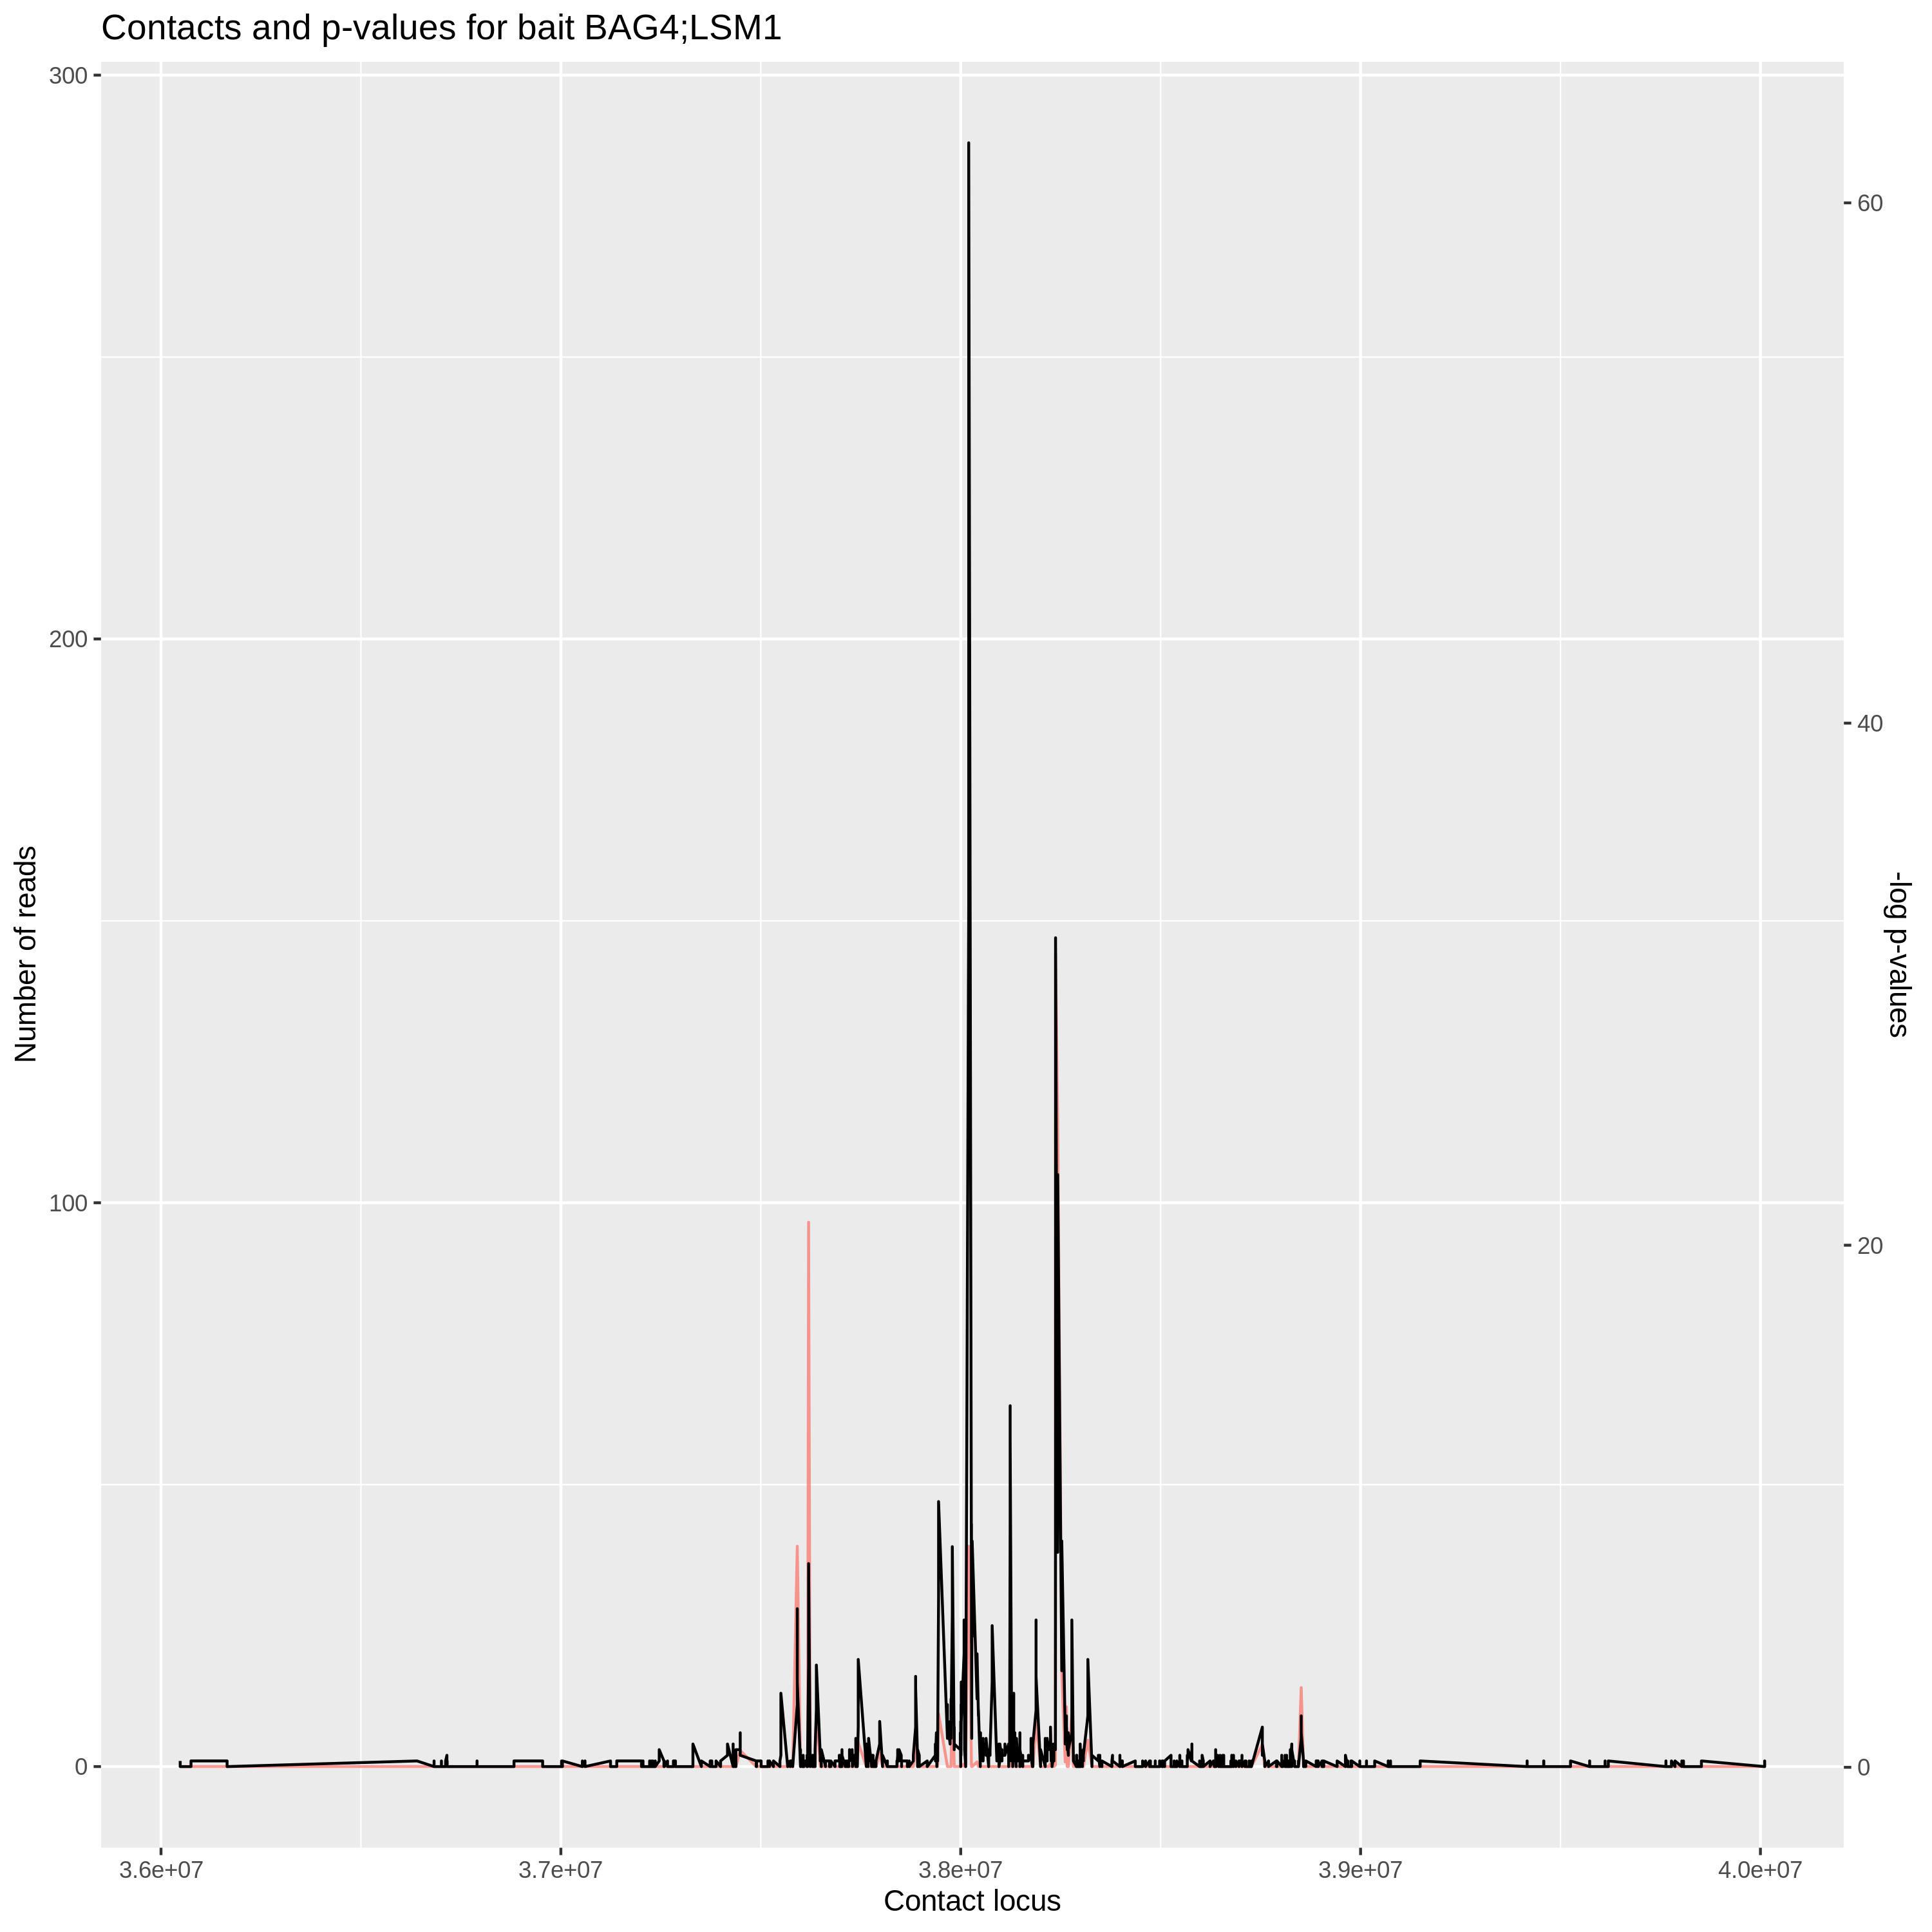 Contacts and p-values for bait BAG4;LSM1
300
200
100
0
Number of reads
60
40
20
0
-log p-values
3.6e+07
3.7e+07
3.8e+07
3.9e+07
4.0e+07
Contact locus